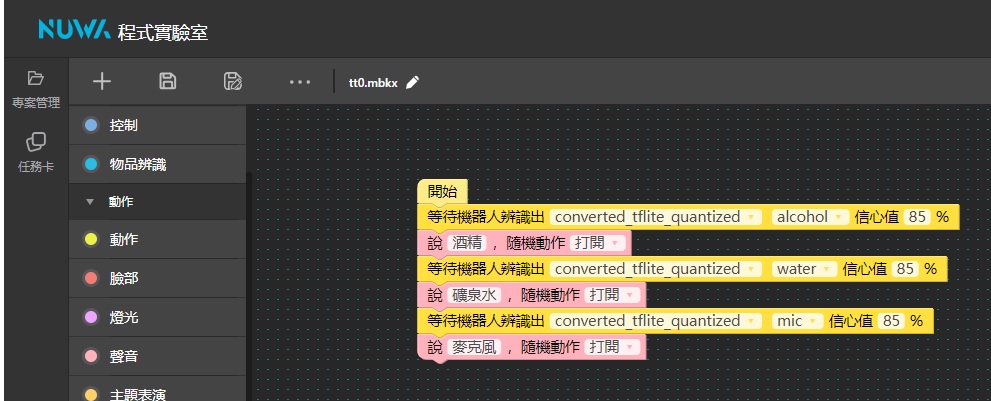 NUWA 程式實驗室
tt0.mbkx
專案管理
任務卡
控制
物品辨識
動作
動作
臉部
燈光
聲音
主題表演
開始
等待機器人辨識出 converted_tflite_quantized alcohol 信心值 85 %
說 酒精 , 隨機動作 打開
等待機器人辨識出 converted_tflite_quantized water 信心值 85 %
說 礦泉水 , 隨機動作 打開
等待機器人辨識出 converted_tflite_quantized mic 信心值 85 %
說 麥克風 , 隨機動作 打開